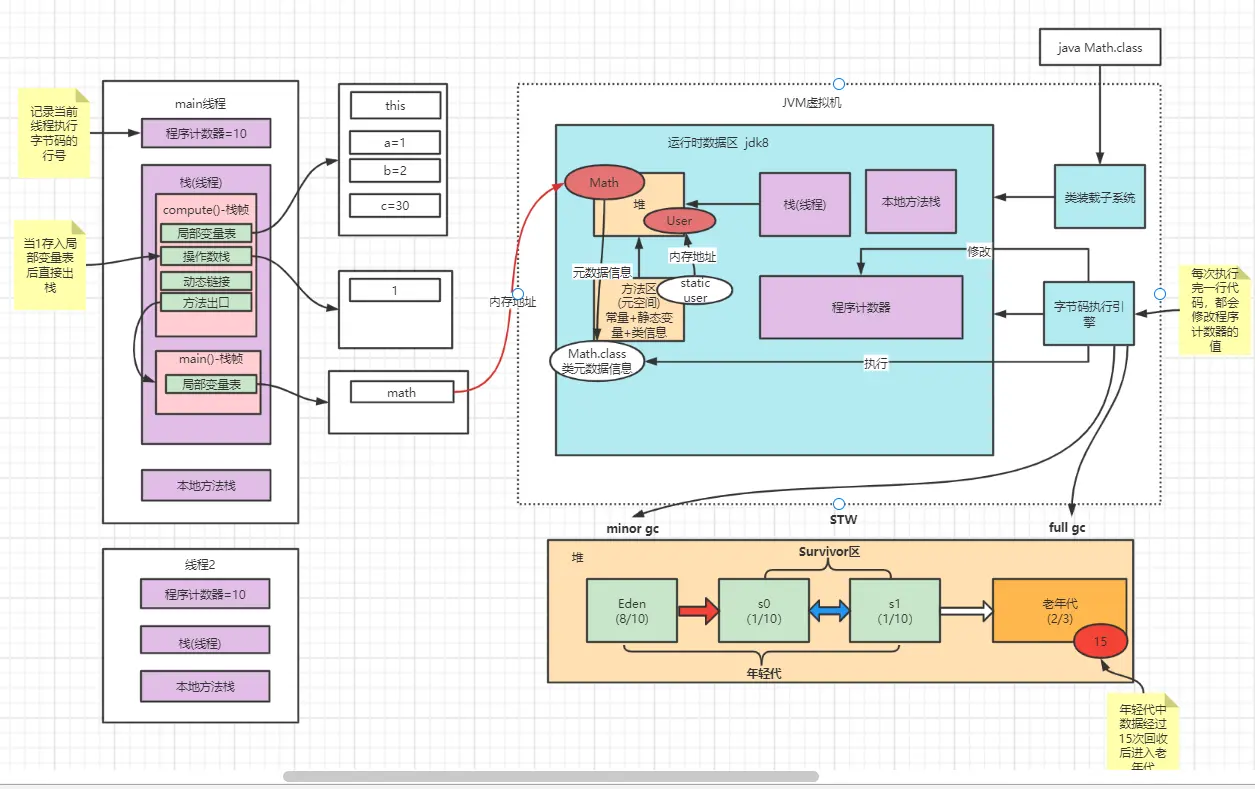 java Math.class
JVM虚拟机
main线程
记录当前
线程执行
字节码的
行号
程序计数器=10
this
a=1
b=2
c=30
栈(线程)
compute()-栈帧
局部变量表
操作数栈
动态链接
方法出口
当1存入局
部变量表
后直接出
栈
1
main()-栈帧
局部变量表
math
本地方法栈
内存地址
运行时数据区 jdk8
Math
堆
User
栈(线程)
本地方法栈
类装载子系统
元数据信息
内存地址
static
user
方法区
(元空间)
常量+静态变
量+类信息
Math.class
类元数据信息
程序计数器
修改
字节码执行引
擎
执行
每次执行
完一行代
码，都会
修改程序
计数器的
值
minor gc
STW
full gc
线程2
程序计数器=10
栈(线程)
本地方法栈
堆
Survivor区
Eden
(8/10)
s0
(1/10)
s1
(1/10)
老年代
(2/3)
15
年轻代
年轻代中
数据经过
15次回收
后进入老
年代